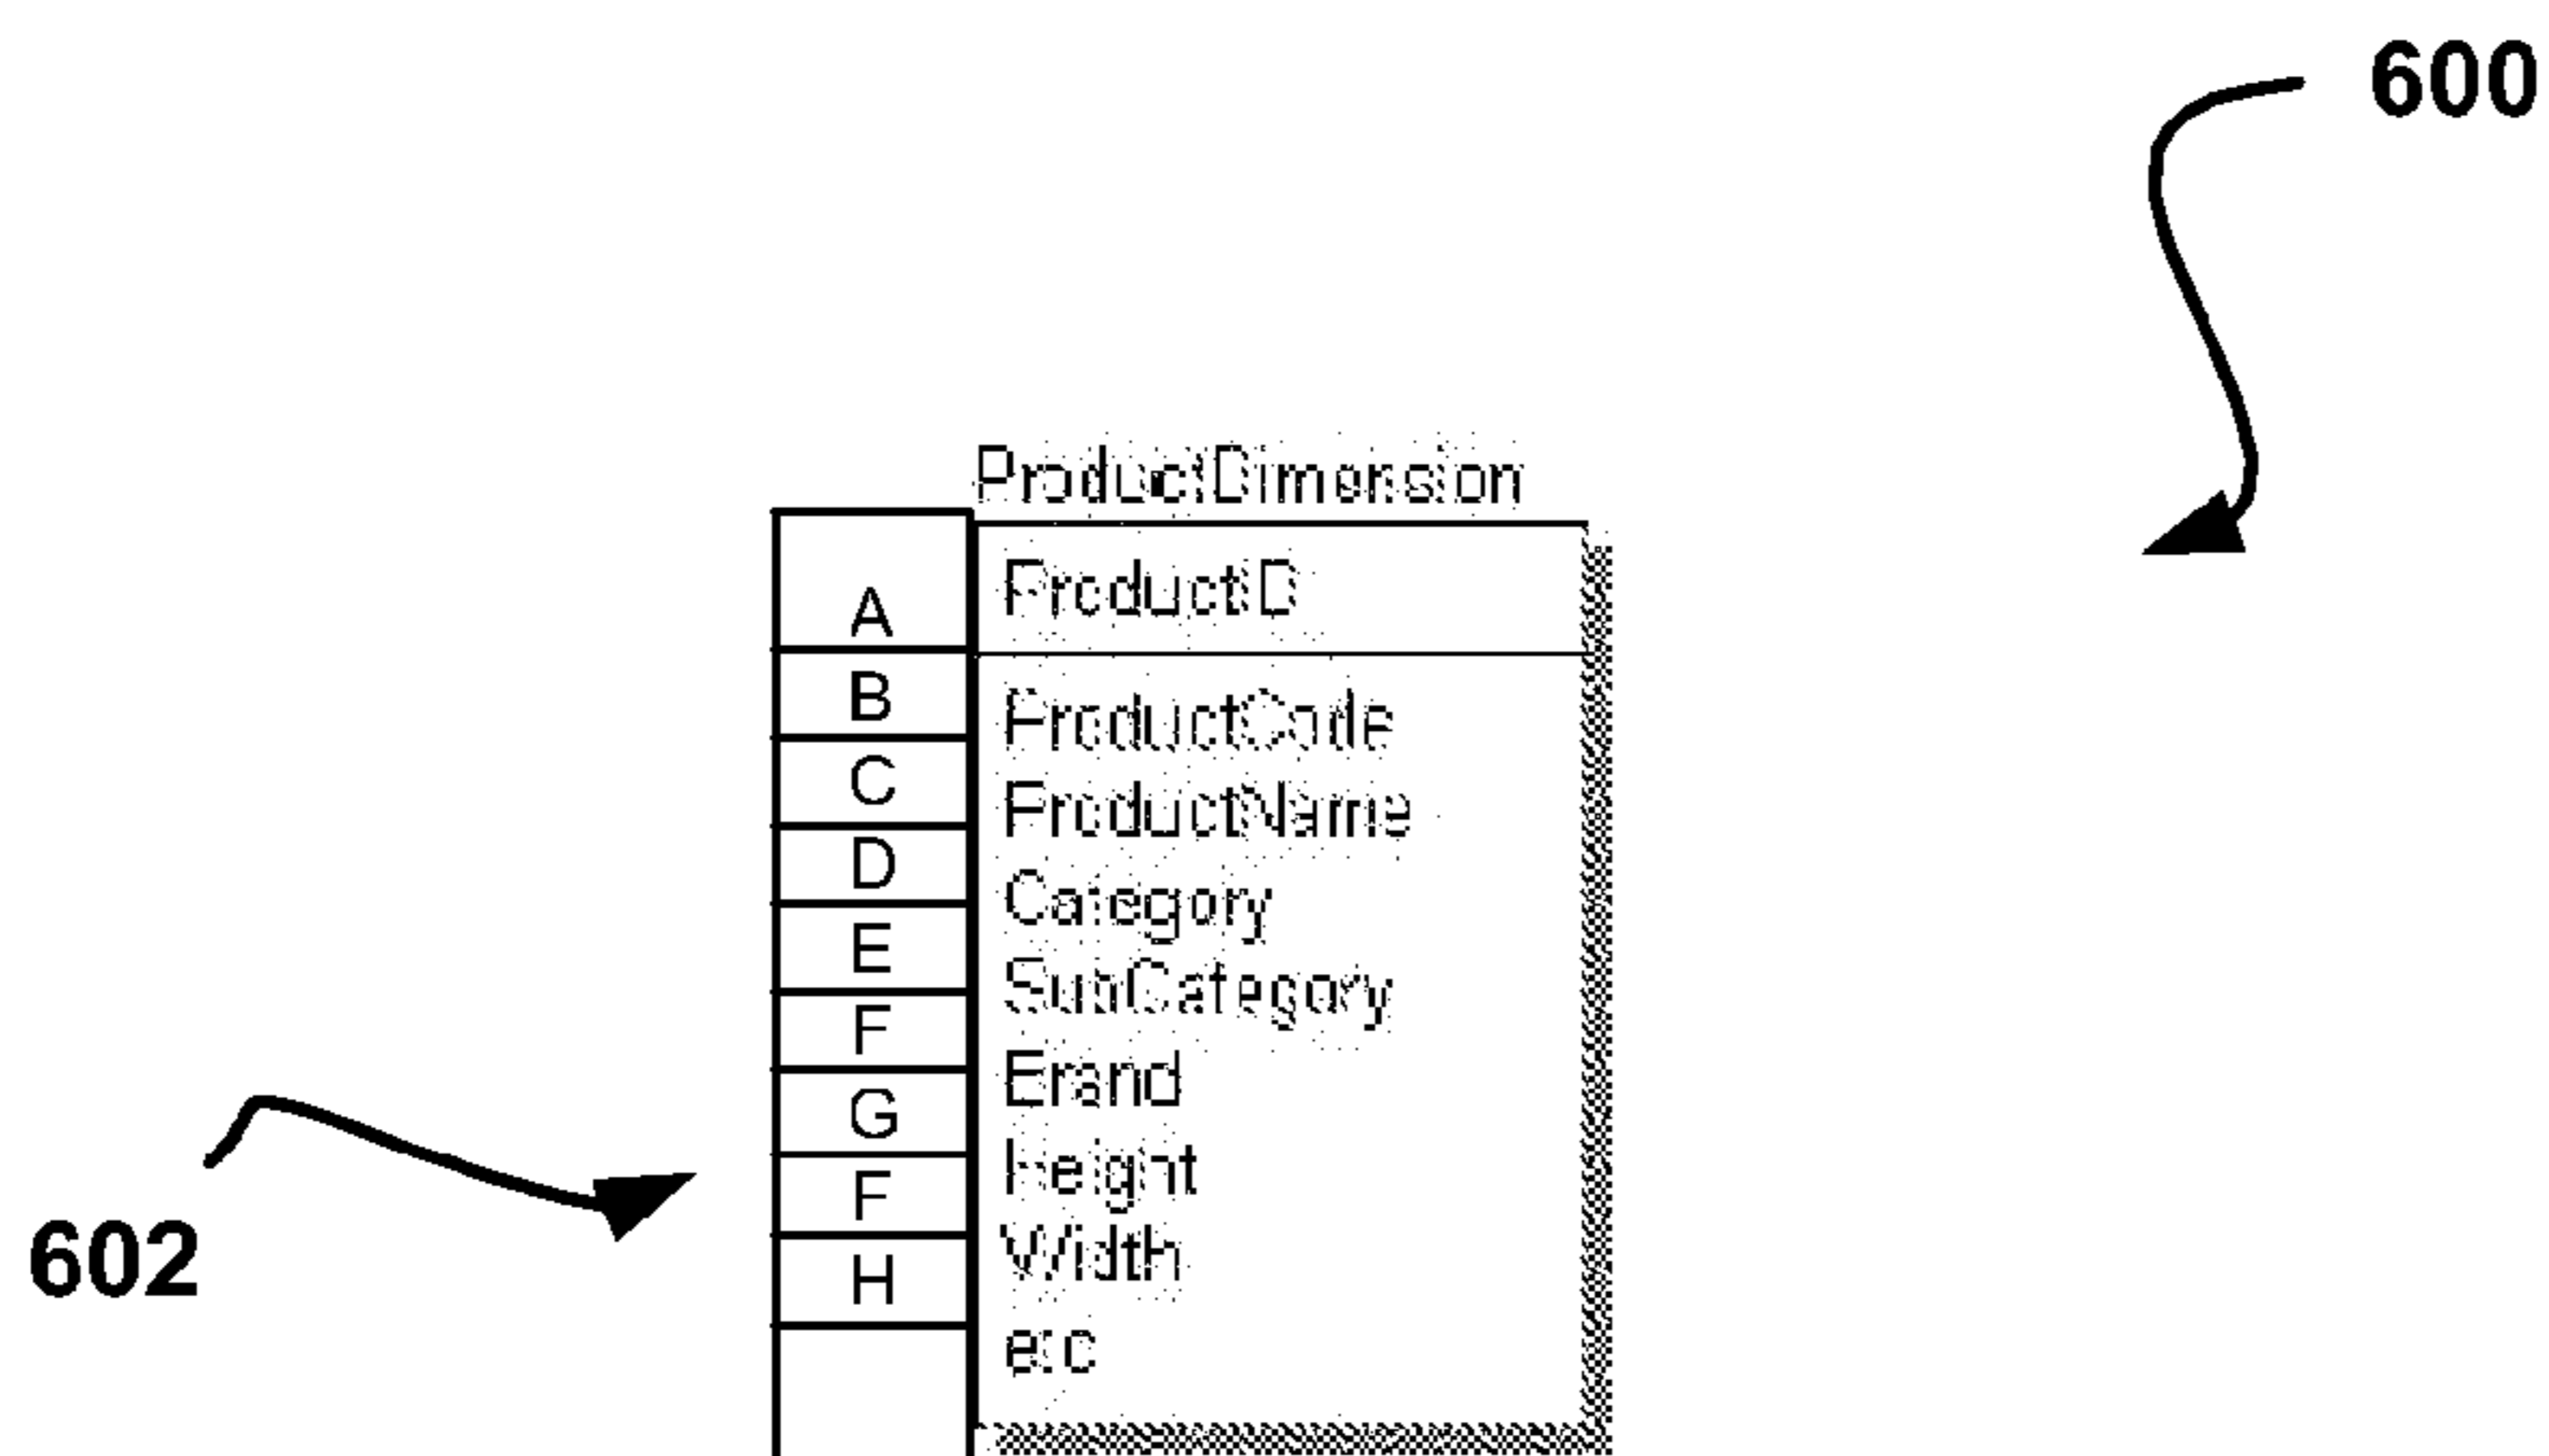 600
ProductDimension
A ProductID
B ProductCode
C ProductName
D Category
E SubCategory
F Brand
G Height
F Width
H etc
602